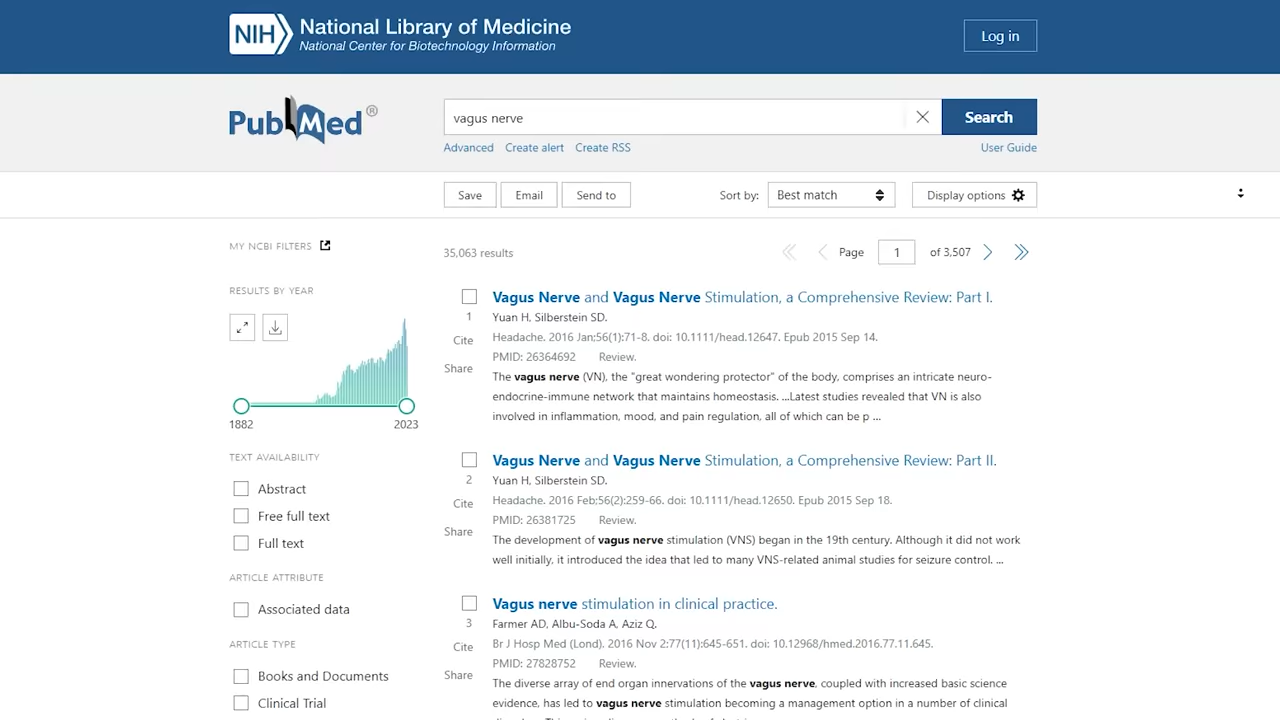 NIH National Library of Medicine
National Center for Biotechnology Information
Log in
PubMed®
vagus nerve
Search
Advanced Create alert Create RSS
User Guide
Save Email Send to
Sort by: Best match
Display options
MY NCBI FILTERS
35,063 results
Page 1 of 3,507
RESULTS BY YEAR
1882 2023
TEXT AVAILABILITY
Abstract
Free full text
Full text
ARTICLE ATTRIBUTE
Associated data
ARTICLE TYPE
Books and Documents
Clinical Trial
Vagus Nerve and Vagus Nerve Stimulation, a Comprehensive Review: Part I.
1
Cite
Share
Yuan H, Silberstein SD.
Headache. 2016 Jan;56(1):71-8. doi: 10.1111/head.12647. Epub 2015 Sep 14.
PMID: 26364692 Review.
The vagus nerve (VN), the "great wondering protector" of the body, comprises an intricate neuro-
endocrine-immune network that maintains homeostasis. ...Latest studies revealed that VN is also
involved in inflammation, mood, and pain regulation, all of which can be p ...
Vagus Nerve and Vagus Nerve Stimulation, a Comprehensive Review: Part II.
2
Cite
Share
Yuan H, Silberstein SD.
Headache. 2016 Feb;56(2):259-66. doi: 10.1111/head.12650. Epub 2015 Sep 18.
PMID: 26381725 Review.
The development of vagus nerve stimulation (VNS) began in the 19th century. Although it did not work
well initially, it introduced the idea that led to many VNS-related animal studies for seizure control. ...
Vagus nerve stimulation in clinical practice.
3
Cite
Share
Farmer AD, Albu-Soda A, Aziz Q.
Br J Hosp Med (Lond). 2016 Nov 2;77(11):645-651. doi: 10.12968/hmed.2016.77.11.645.
PMID: 27828752 Review.
The diverse array of end organ innervations of the vagus nerve, coupled with increased basic science
evidence, has led to vagus nerve stimulation becoming a management option in a number of clinical